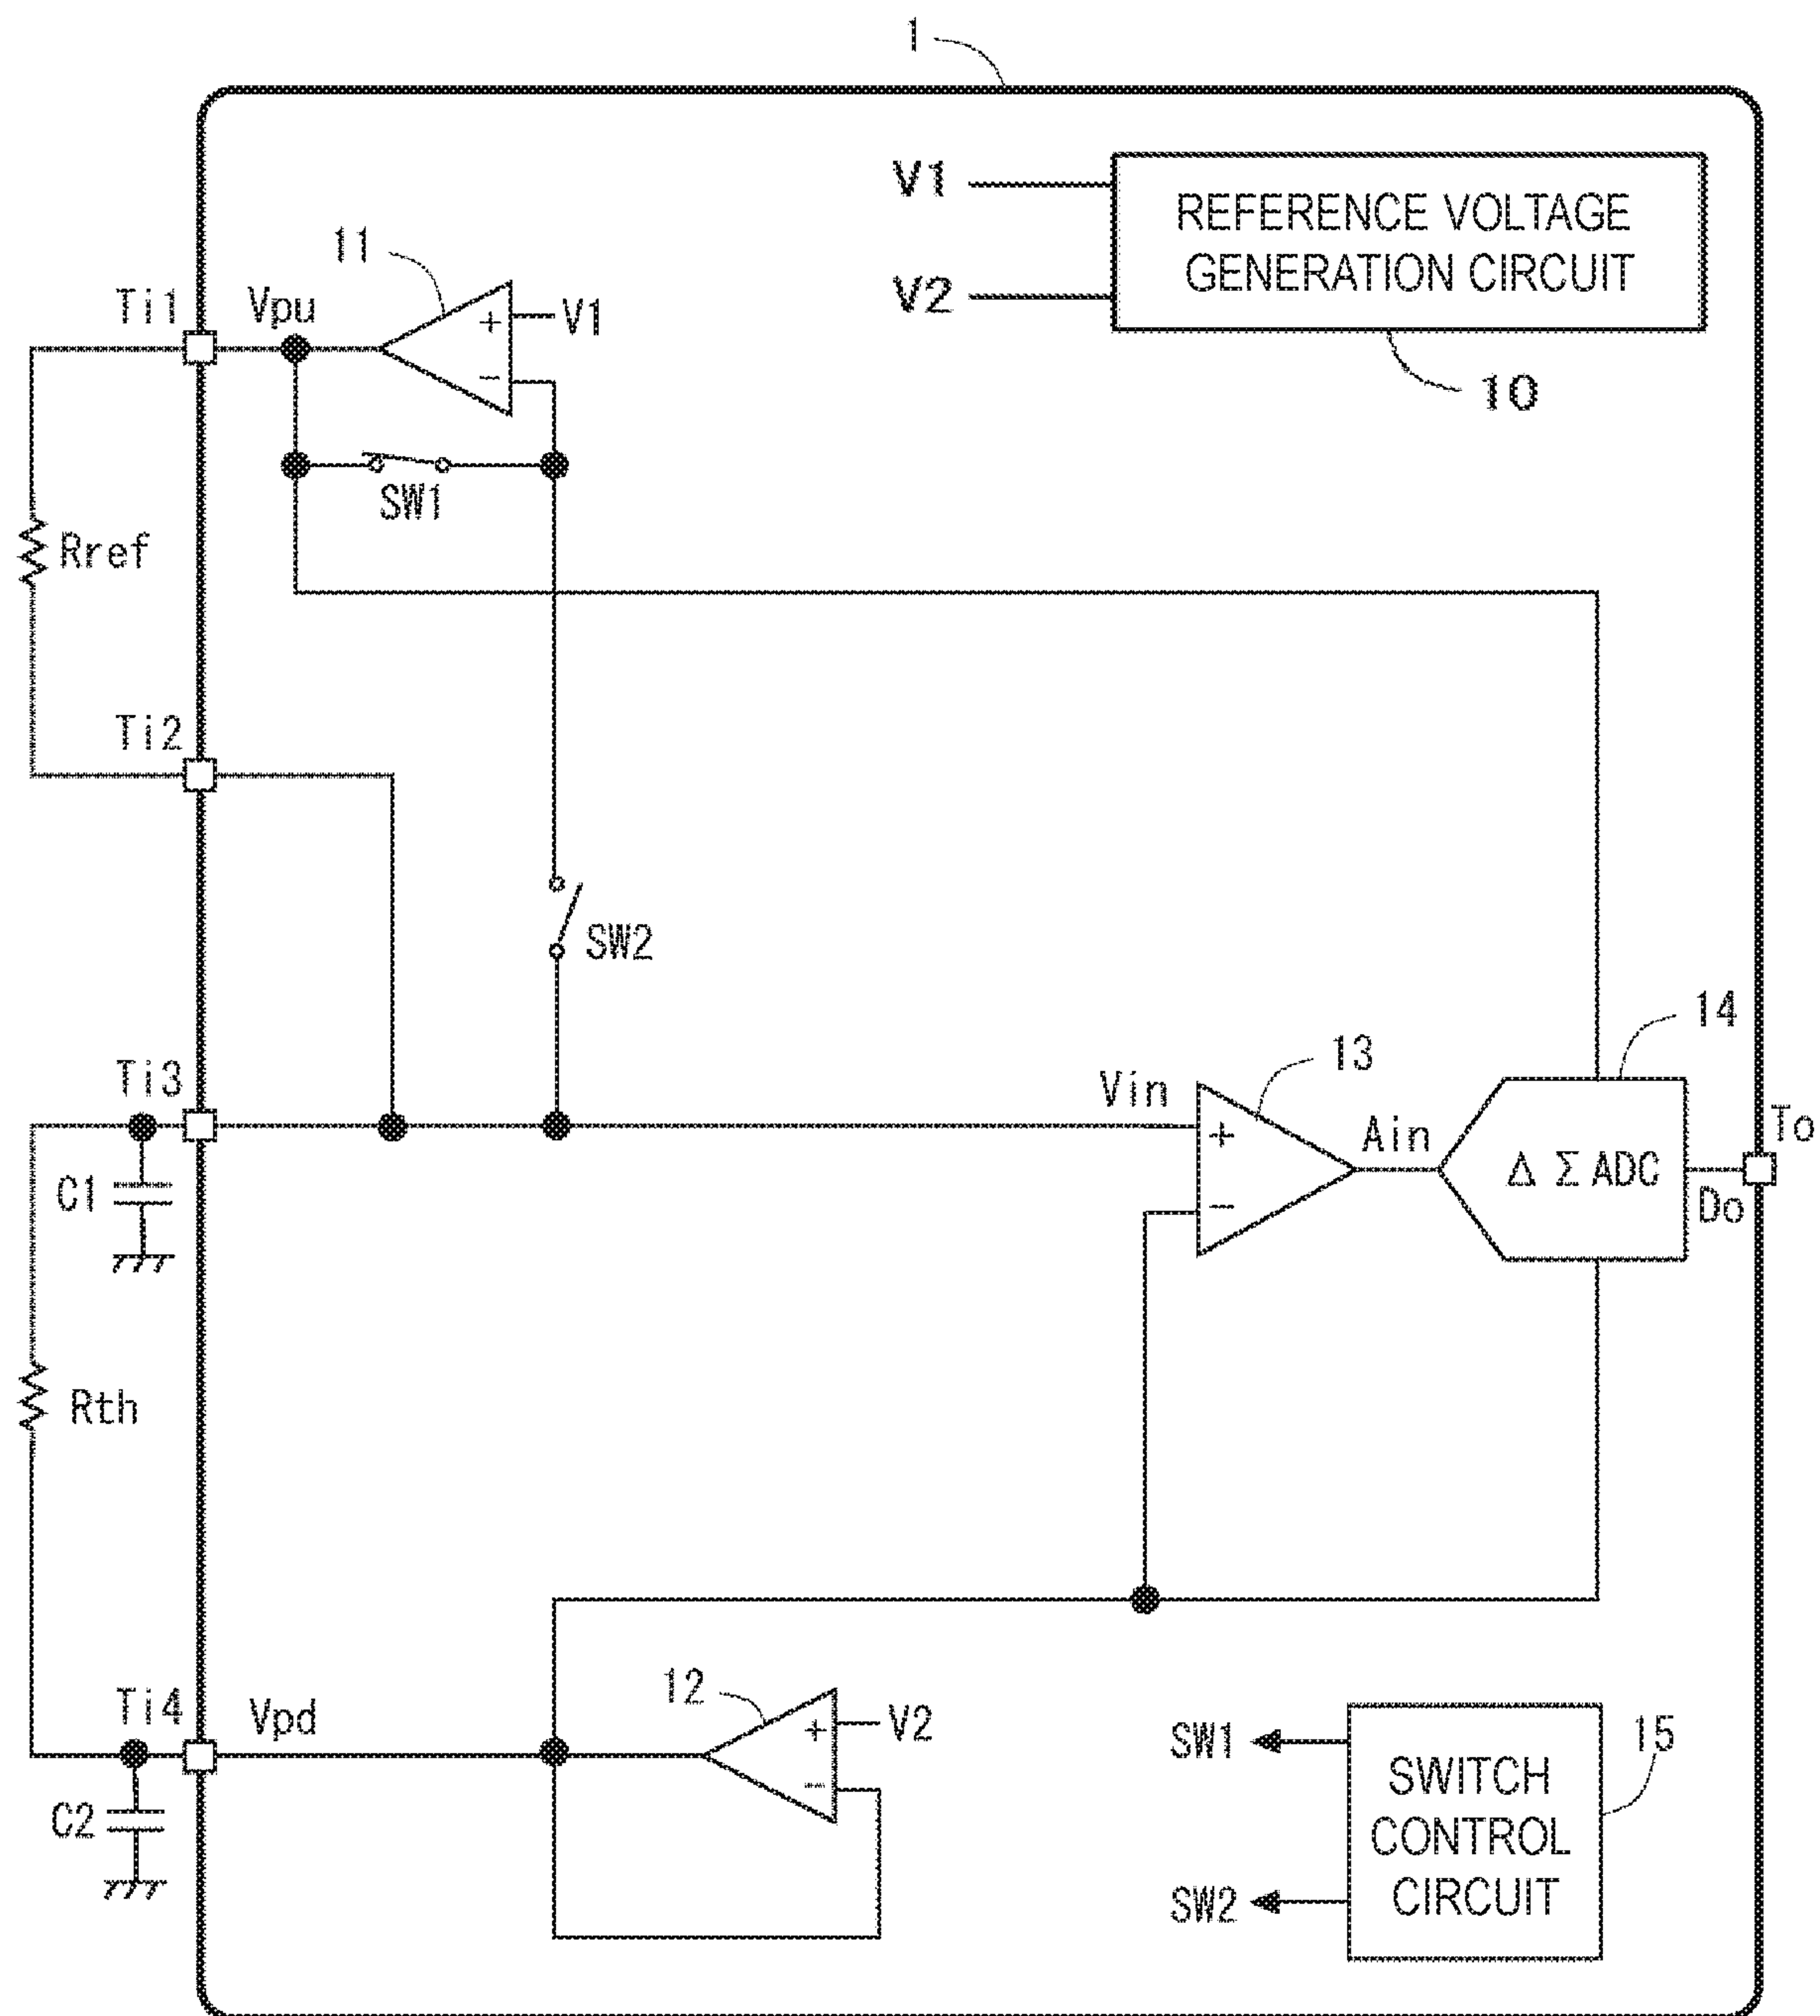 1
V1
REFERENCE VOLTAGE
GENERATION CIRCUIT
V2
10
11
Ti1
Vpu
+
V1
−
SW1
Rref
Ti2
SW2
14
13
Ti3
Vin
+
Ain
Δ Σ ADC
To
−
Do
C1
Rth
12
Ti4
Vpd
+
V2
−
C2
15
SW1
SWITCH
CONTROL
CIRCUIT
SW2